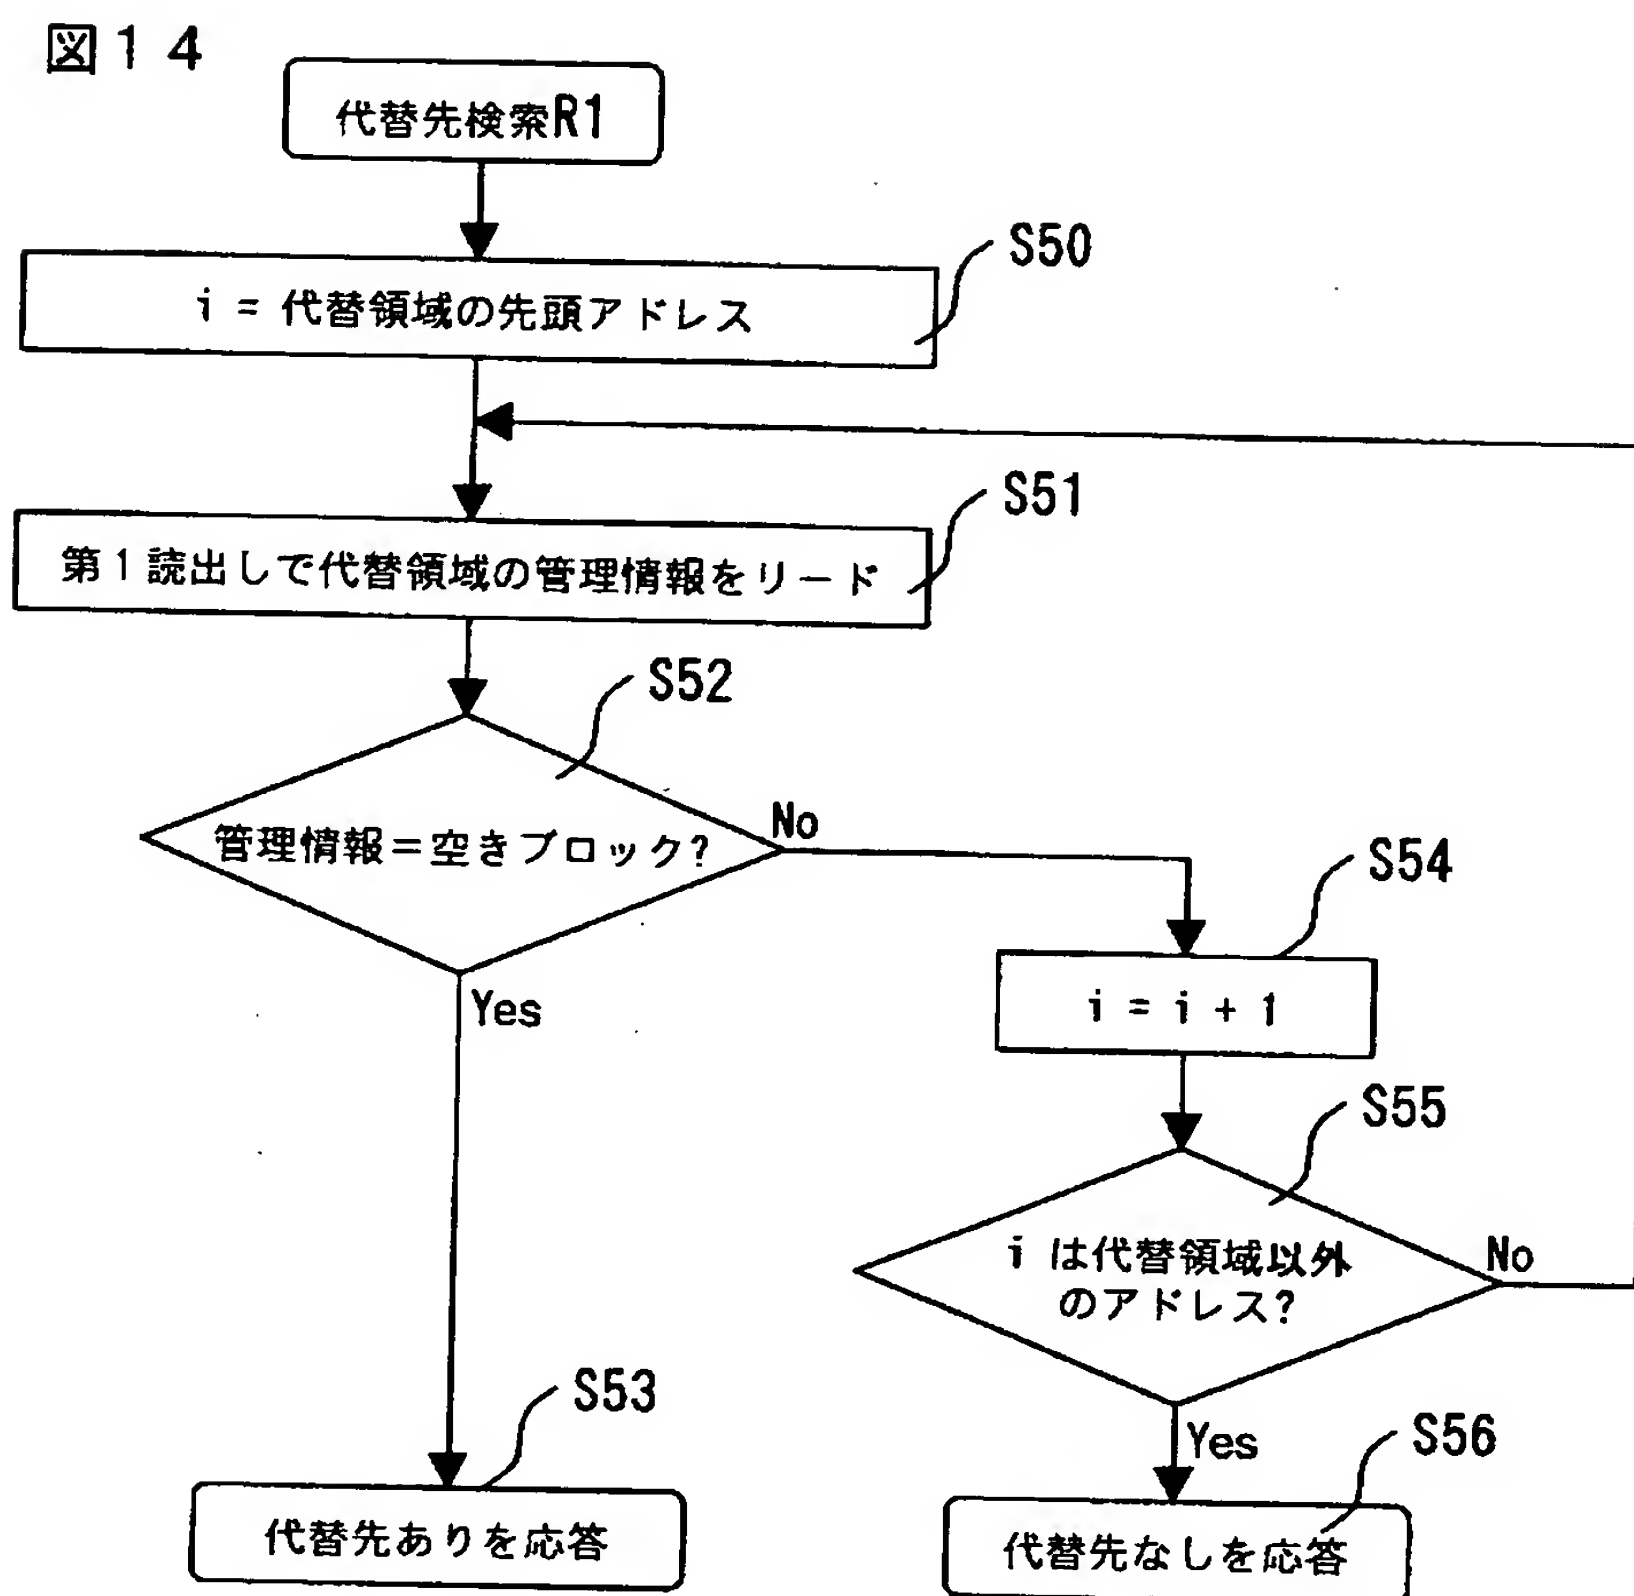 図14
代替先検索R1
S50
i = 代替領域の先頭アドレス
S51
第1読出しで代替領域の管理情報をリード
S52
管理情報=空きブロック?
No
Yes
S54
i = i + 1
S55
i は代替領域以外
のアドレス?
No
Yes
S53
代替先ありを応答
S56
代替先なしを応答